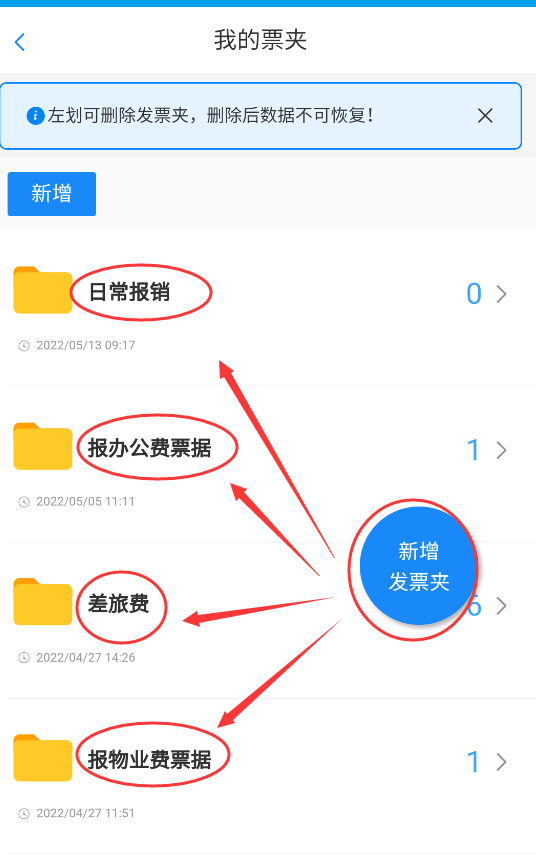 我的票夹
左划可删除发票夹，删除后数据不可恢复！
新增
日常报销
0
2022/05/13 09:17
报办公费票据
1
2022/05/05 11:11
新增
发票夹
差旅费
6
2022/04/27 14:26
报物业费票据
1
2022/04/27 11:51